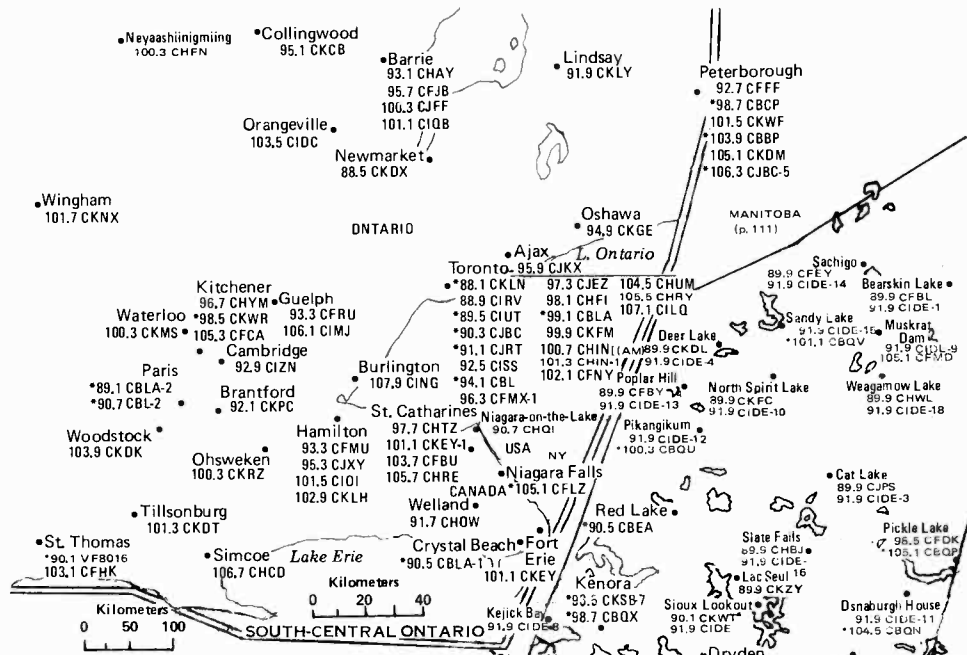 Neyaashiinigmiing
100.3 CHFN
Collingwood
95.1 CKCB
Barrie
93.1 CHAY
95.7 CFJB
100.3 CJFF
101.1 CIQB
Lindsay
91.9 CKLY
Peterborough
92.7 CFFF
*98.7 CBCP
101.5 CKWF
*103.9 CBBP
105.1 CKDM
*106.3 CJBC-5
Orangeville
103.5 CIDC
Newmarket
88.5 CKDX
Wingham
101.7 CKNX
ONTARIO
Oshawa
94.9 CKGE
MANITOBA
(p. 111)
Ajax
95.9 CJKX
L. Ontario
Toronto
*88.1 CKLN
88.9 CIRV
*89.5 CIUT
*90.3 CJBC
*91.1 CJRT
92.5 CISS
*94.1 CBL
96.3 CFMX-1
97.3 CJEZ
98.1 CHFI
*99.1 CBLA
99.9 CKFM
100.7 CHIN
101.3 CHIN-1
102.1 CFNY
104.5 CHUM
105.5 CHRY
107.1 CILQ
(AM)
Kitchener
96.7 CHYM
*98.5 CKWR
105.3 CFCA
Guelph
93.3 CFRU
106.1 CIMJ
Waterloo
100.3 CKMS
Cambridge
92.9 CIZN
Paris
*89.1 CBLA-2
*90.7 CBL-2
Brantford
92.1 CKPC
Burlington
107.9 CING
Woodstock
103.9 CKDK
Ohsweken
100.3 CKRZ
Hamilton
93.3 CFMU
95.3 CJXY
101.5 CIOI
102.9 CKLH
St. Catharines
97.7 CHTZ
101.1 CKEY-1
103.7 CFBU
105.7 CHRE
Niagara-on-the-Lake
90.7 CHQI
USA
NY
Niagara Falls
*105.1 CFLZ
CANADA
Welland
91.7 CHOW
Tillsonburg
101.3 CKDT
St. Thomas
*90.1 VF8016
103.1 CFHK
Simcoe
106.7 CHCD
Lake Erie
Crystal Beach
*90.5 CBLA-1
Fort
Erie
101.1 CKEY
Kilometers
0 50 100
Kilometers
0 20 40
SOUTH-CENTRAL ONTARIO
Sachigo
89.9 CFEY
91.9 CIDE-14
Bearskin Lake
89.9 CFBL
91.9 CIDE-1
Sandy Lake
*101.1 CBQV
Muskrat
Dam
105.1 CFMD
Deer Lake
89.9 CKDL
91.9 CIDE-4
Poplar Hill
89.9 CFBY
91.9 CIDE-13
North Spirit Lake
89.9 CKFC
91.9 CIDE-10
Weagamow Lake
89.9 CHWL
91.9 CIDE-18
Pikangikum
91.9 CIDE-12
*100.3 CBQU
Cat Lake
89.9 CJPS
91.9 CIDE-3
Red Lake
*90.5 CBEA
Slate Falls
89.9 CHBJ
91.9 CIDE-
16
Pickle Lake
96.5 CFDK
*105.1 CBQP
Lac Seul
89.9 CKZY
Kenora
*93.5 CKSB-7
*98.7 CBQX
Kejick Bay
91.9 CIDE-8
Sioux Lookout
90.1 CKWT
91.9 CIDE
Osnaburgh House
91.9 CIDE-11
*104.5 CBQN
Dryden